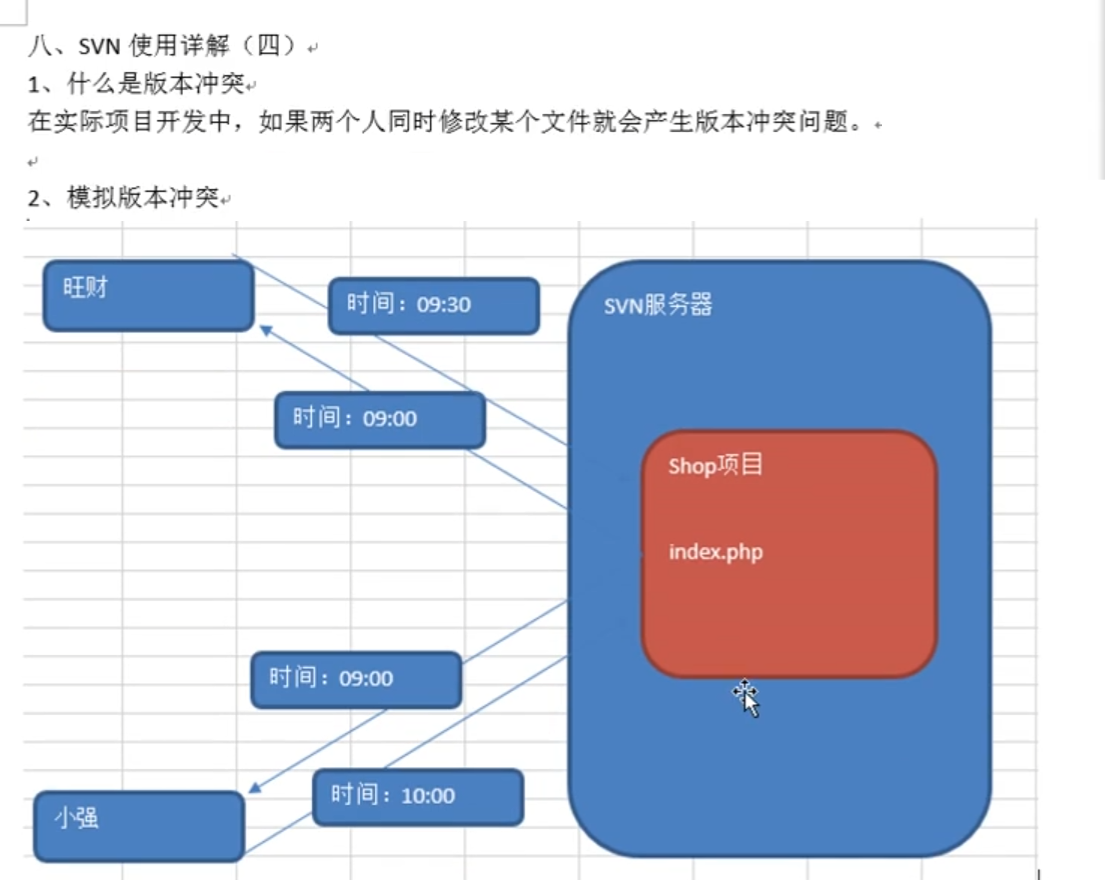 八、SVN 使用详解（四）
1、什么是版本冲突
在实际项目开发中，如果两个人同时修改某个文件就会产生版本冲突问题。
2、模拟版本冲突
旺财
时间：09:30
SVN服务器
时间：09:00
Shop项目
index.php
时间：09:00
时间：10:00
小强